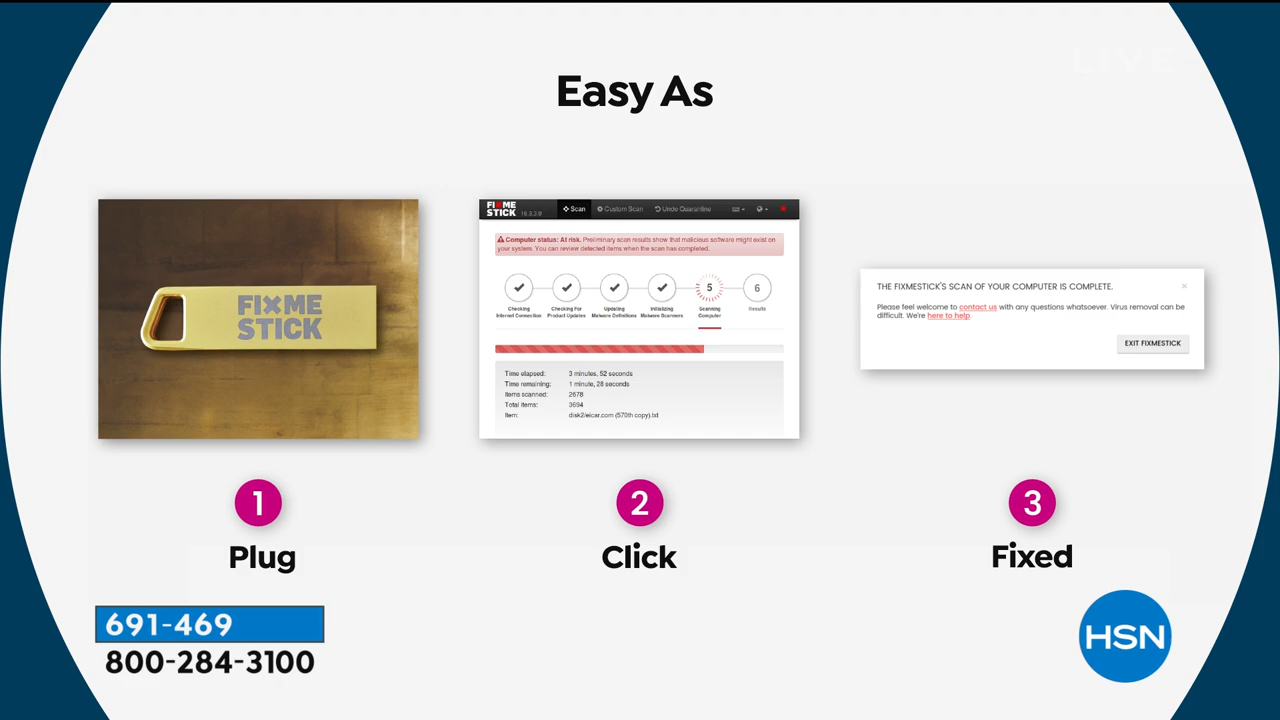 LIVE
Easy As
FIXME
STICK
FIXME
STICK 16.3.2.9
Scan
Custom Scan
Undo Quarantine
Computer status: At risk. Preliminary scan results show that malicious software might exist on
your system. You can review detected items when the scan has completed.
5
6
Checking
Internet Connection
Checking For
Product Updates
Updating
Malware Definitions
Initializing
Malware Scanners
Scanning
Computer
Results
Time elapsed: 3 minutes, 52 seconds
Time remaining: 1 minute, 28 seconds
Items scanned: 2678
Total items: 3694
Item: disk2/eicar.com (570th copy).txt
THE FIXMESTICK'S SCAN OF YOUR COMPUTER IS COMPLETE.
Please feel welcome to contact us with any questions whatsoever. Virus removal can be
difficult. We're here to help.
EXIT FIXMESTICK
1
Plug
2
Click
3
Fixed
691-469
800-284-3100
HSN